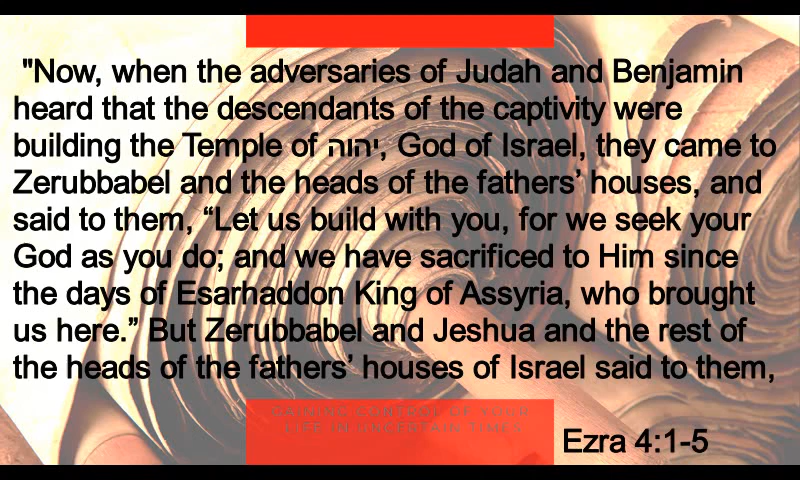 "Now, when the adversaries of Judah and Benjamin
heard that the descendants of the captivity were
building the Temple of יהוה, God of Israel, they came to
Zerubbabel and the heads of the fathers’ houses, and
said to them, “Let us build with you, for we seek your
God as you do; and we have sacrificed to Him since
the days of Esarhaddon King of Assyria, who brought
us here.” But Zerubbabel and Jeshua and the rest of
the heads of the fathers’ houses of Israel said to them,
GAINING CONTROL OF YOUR
LIFE IN UNCERTAIN TIMES
Ezra 4:1-5